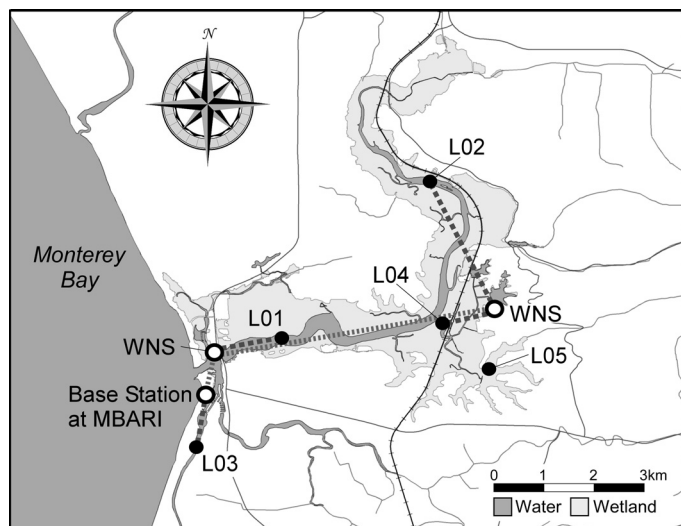 N
L02
Monterey
Bay
L04
L01
WNS
WNS
L05
Base Station
at MBARI
L03
0 1 2 3km
Water Wetland